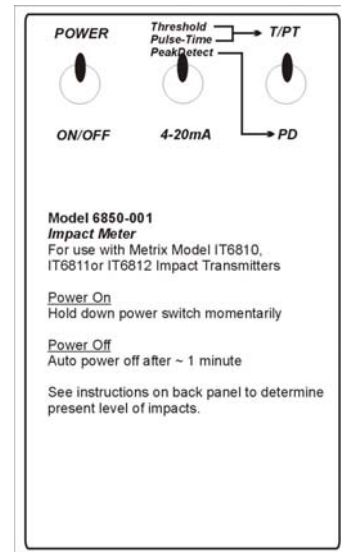 POWER
Threshold
Pulse-Time
PeakDetect
T/PT
ON/OFF
4-20mA
PD
Model 6850-001
Impact Meter
For use with Metrix Model IT6810,
IT6811or IT6812 Impact Transmitters
Power On
Hold down power switch momentarily
Power Off
Auto power off after ~ 1 minute
See instructions on back panel to determine
present level of impacts.